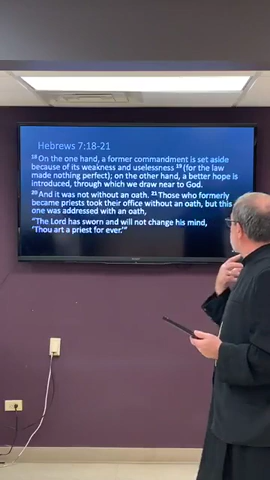 Hebrews 7:18-21
18 On the one hand, a former commandment is set aside
because of its weakness and uselessness 19 (for the law
made nothing perfect); on the other hand, a better hope is
introduced, through which we draw near to God.
20 And it was not without an oath. 21 Those who formerly
became priests took their office without an oath, but this
one was addressed with an oath,
"The Lord has sworn and will not change his mind,
'Thou art a priest for ever.'"